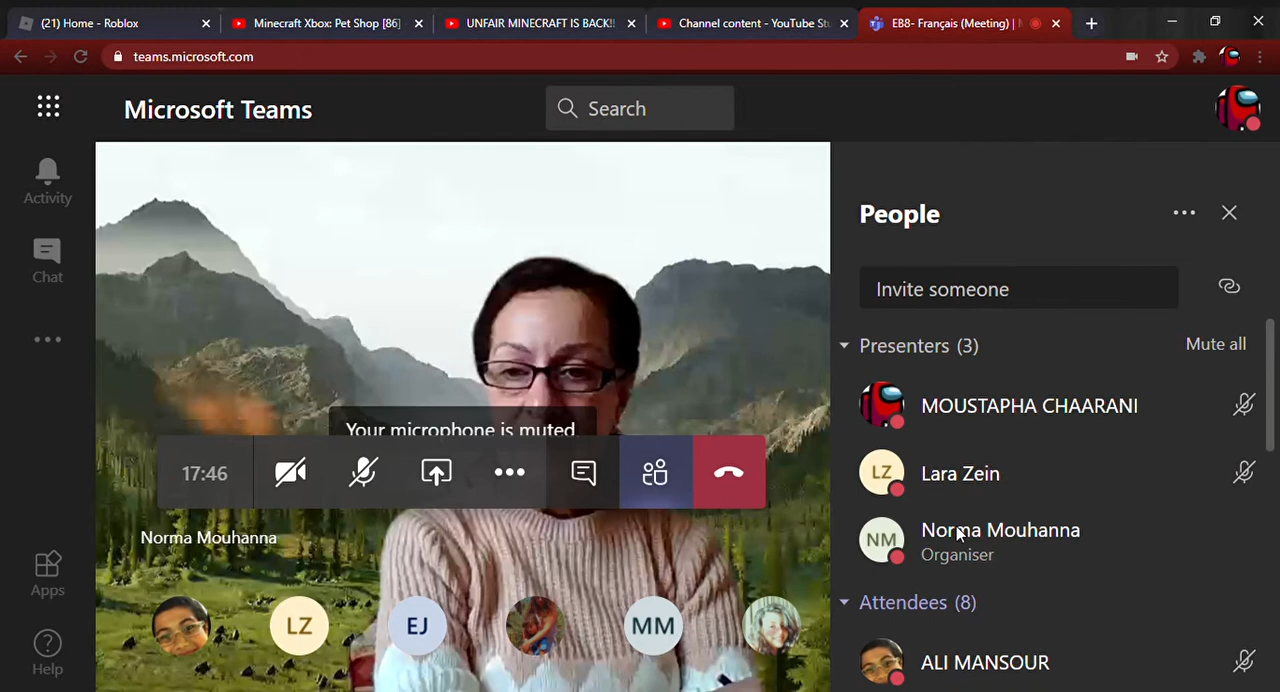 (21) Home - Roblox
Minecraft Xbox: Pet Shop [86]
UNFAIR MINECRAFT IS BACK!!
Channel content - YouTube Stu
EB8- Français (Meeting) |
teams.microsoft.com
Microsoft Teams
Search
Activity
Chat
Apps
Help
Your microphone is muted
17:46
Norma Mouhanna
LZ
EJ
MM
People
Invite someone
Presenters (3)
Mute all
MOUSTAPHA CHAARANI
LZ
Lara Zein
NM
Norma Mouhanna
Organiser
Attendees (8)
ALI MANSOUR